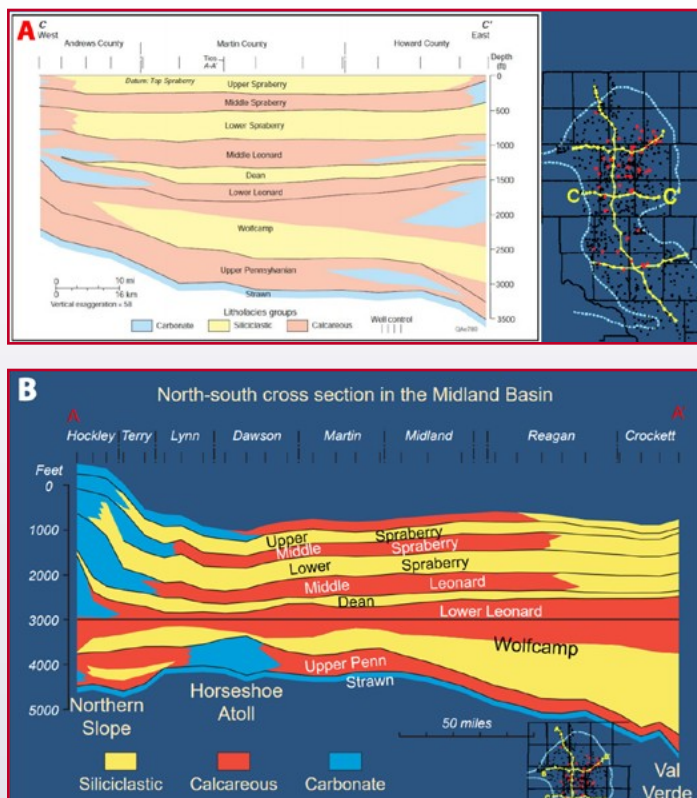 A
C
West
C'
East
Andrews County
Martin County
Howard County
Ties
A-A'
Depth
(ft)
Datum: Top Spraberry
0
Upper Spraberry
Middle Spraberry
500
Lower Spraberry
Middle Leonard
1000
Dean
1500
Lower Leonard
2000
Wolfcamp
2500
Upper Pennsylvanian
3000
Strawn
3500
0 10 mi
0 16 km
Vertical exaggeration = 58
Lithofacies groups
Carbonate Siliciclastic Calcareous Well control
C C'
B
North-south cross section in the Midland Basin
A A'
Hockley Terry Lynn Dawson Martin Midland Reagan Crockett
Feet
0
1000
Upper Spraberry
Middle Spraberry
2000
Lower Spraberry
Middle Leonard
Dean
Lower Leonard
3000
Wolfcamp
4000
Upper Penn
Strawn
5000
Northern
Slope
Horseshoe
Atoll
50 miles
Siliciclastic Calcareous Carbonate
Val
Verde